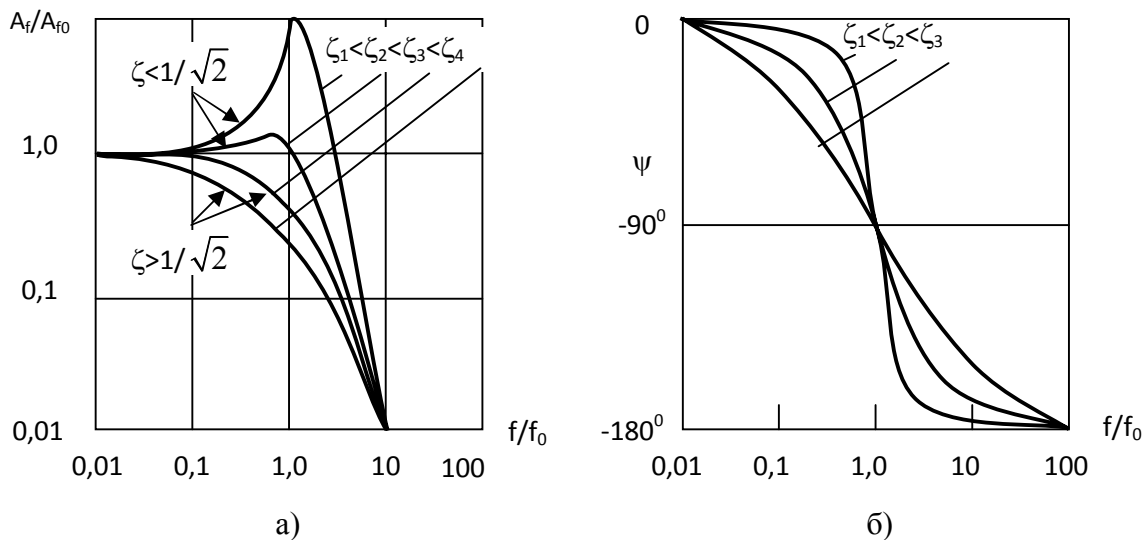 A_f/A_f0
ζ<1/√2
ζ₁<ζ₂<ζ₃<ζ₄
1,0
ζ>1/√2
0,1
0,01
f/f₀
0,01 0,1 1,0 10 100
а)
0
ζ₁<ζ₂<ζ₃
ψ
-90⁰
-180⁰
f/f₀
0,01 0,1 1,0 10 100
б)